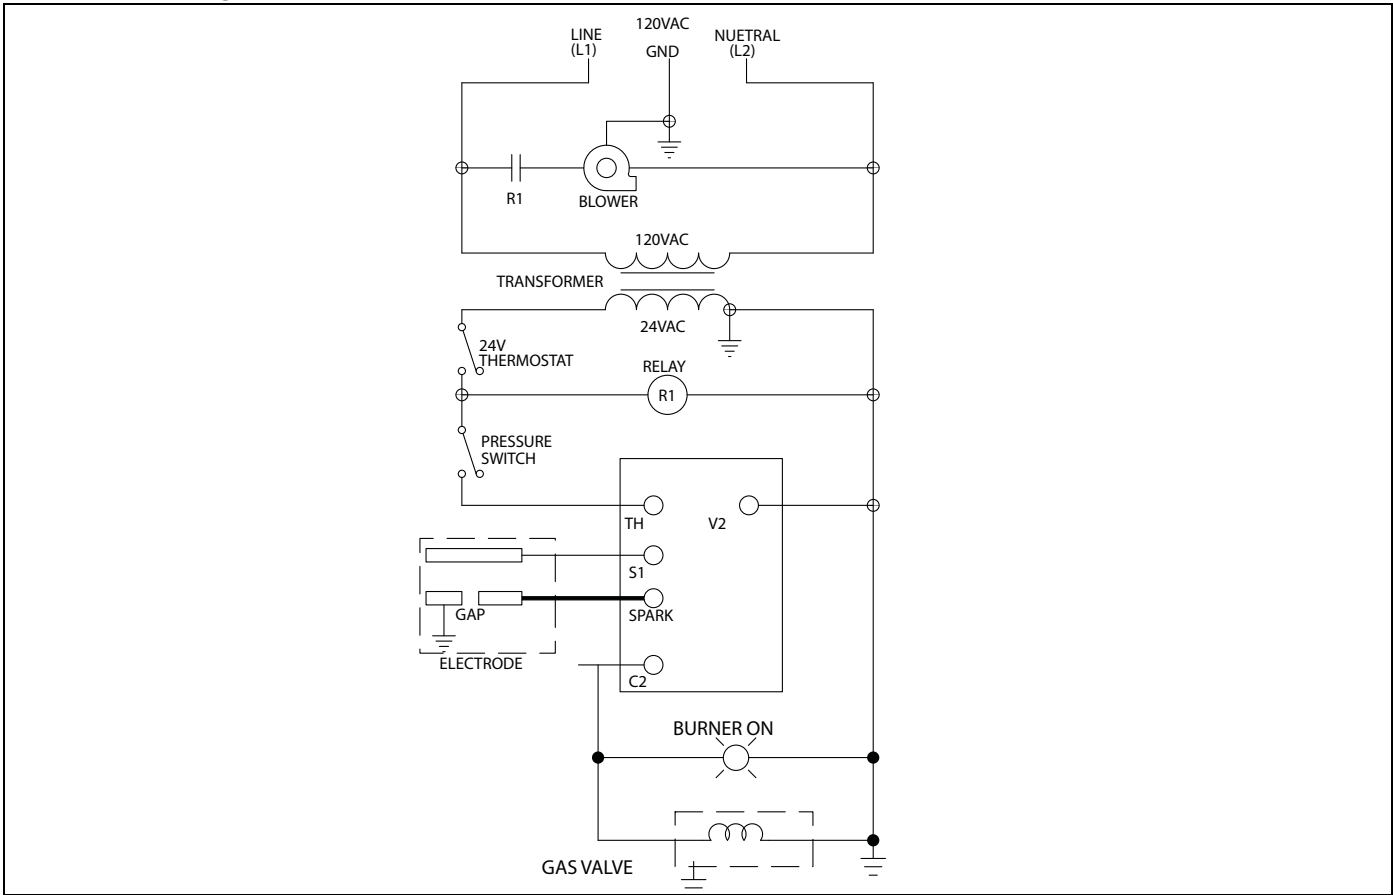 120VAC
LINE
(L1)
GND
NUETRAL
(L2)
R1
BLOWER
120VAC
TRANSFORMER
24VAC
24V
THERMOSTAT
RELAY
R1
PRESSURE
SWITCH
TH
V2
S1
GAP
SPARK
ELECTRODE
C2
BURNER ON
GAS VALVE